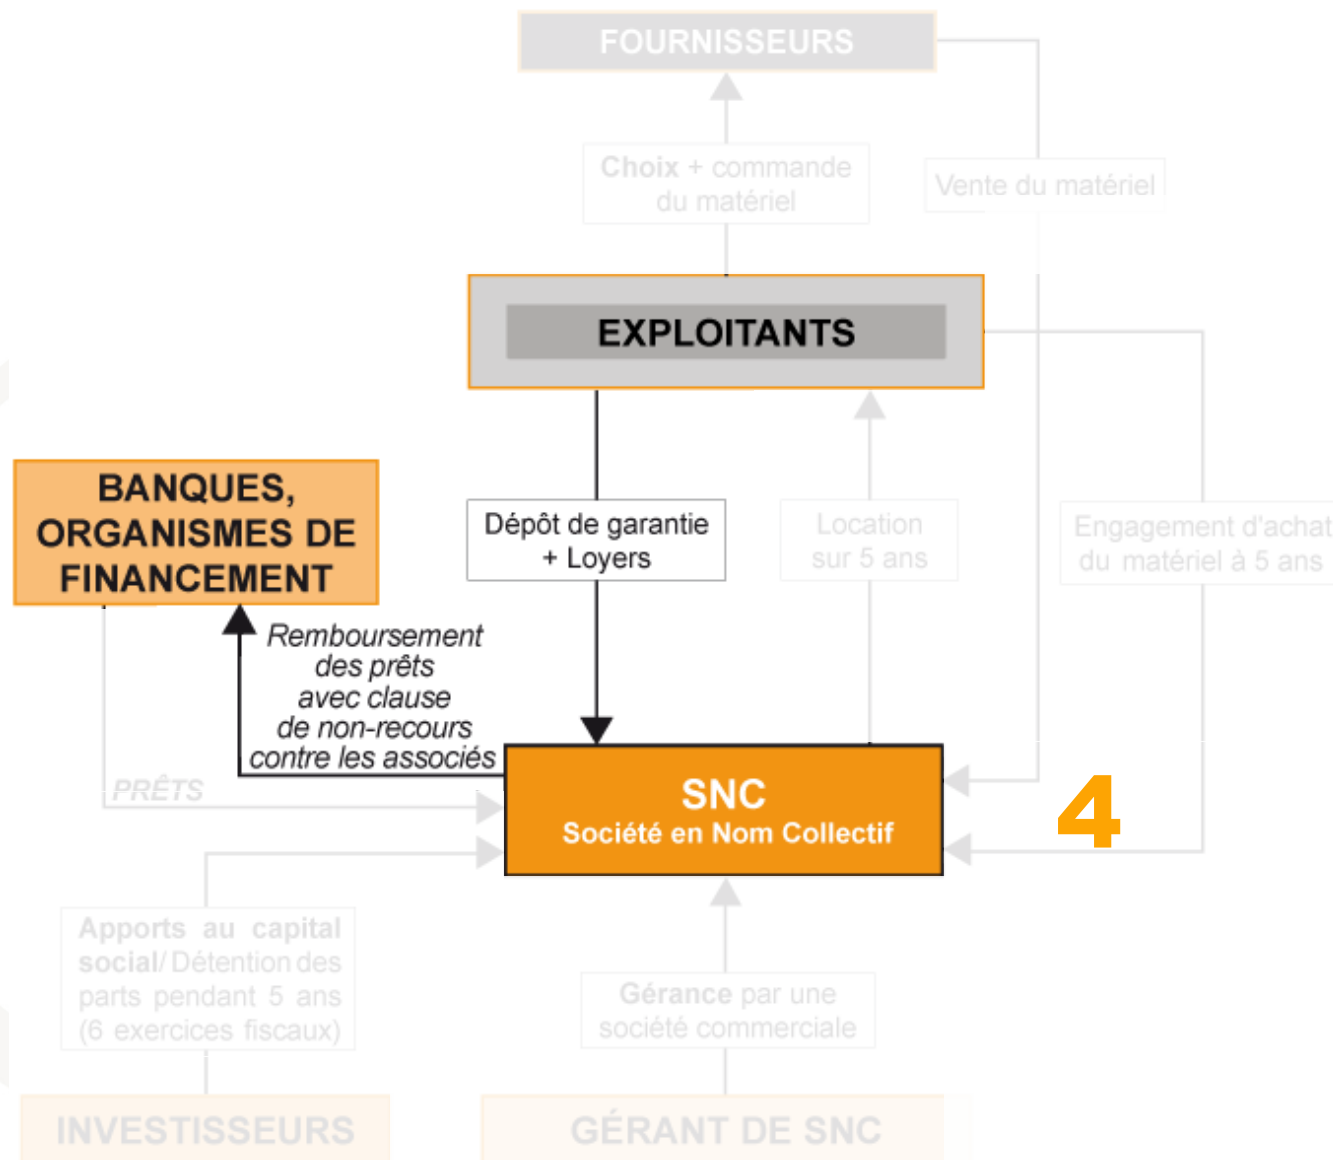 FOURNISSEURS
Choix + commande
du matériel
Vente du matériel
EXPLOITANTS
BANQUES,
ORGANISMES DE
FINANCEMENT
Dépôt de garantie
+ Loyers
Location
sur 5 ans
Engagement d'achat
du matériel à 5 ans
Remboursement
des prêts
avec clause
de non-recours
contre les associés
PRÊTS
SNC
Société en Nom Collectif
4
Apports au capital
social/ Détention des
parts pendant 5 ans
(6 exercices fiscaux)
Gérance par une
société commerciale
INVESTISSEURS
GÉRANT DE SNC